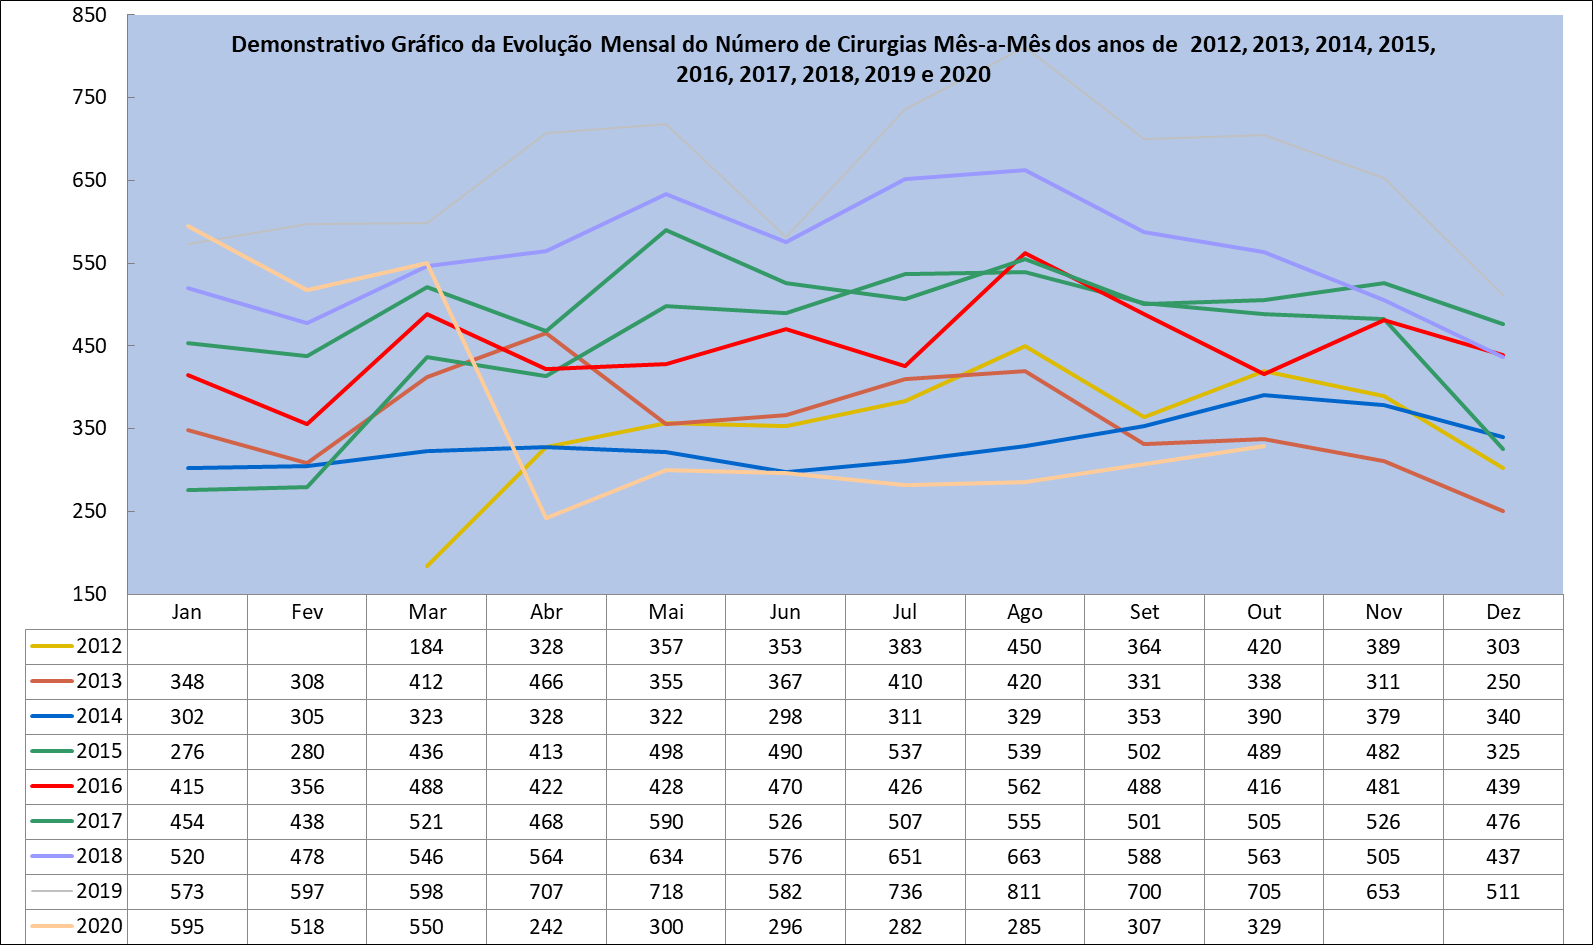 850
Demonstrativo Gráfico da Evolução Mensal do Número de Cirurgias Mês-a-Mês dos anos de 2012, 2013, 2014, 2015,
2016, 2017, 2018, 2019 e 2020
750
650
550
450
350
250
150
Jan Fev Mar Abr Mai Jun Jul Ago Set Out Nov Dez
2012 184 328 357 353 383 450 364 420 389 303
2013 348 308 412 466 355 367 410 420 331 338 311 250
2014 302 305 323 328 322 298 311 329 353 390 379 340
2015 276 280 436 413 498 490 537 539 502 489 482 325
2016 415 356 488 422 428 470 426 562 488 416 481 439
2017 454 438 521 468 590 526 507 555 501 505 526 476
2018 520 478 546 564 634 576 651 663 588 563 505 437
2019 573 597 598 707 718 582 736 811 700 705 653 511
2020 595 518 550 242 300 296 282 285 307 329